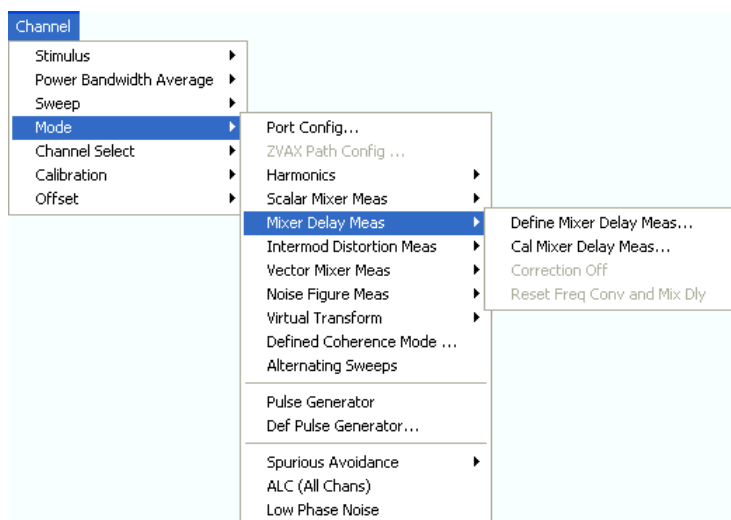 Channel
Stimulus
Power Bandwidth Average
Sweep
Mode
Channel Select
Calibration
Offset
Port Config...
ZVAX Path Config ...
Harmonics
Scalar Mixer Meas
Mixer Delay Meas
Intermod Distortion Meas
Vector Mixer Meas
Noise Figure Meas
Virtual Transform
Defined Coherence Mode ...
Alternating Sweeps
Pulse Generator
Def Pulse Generator...
Spurious Avoidance
ALC (All Chans)
Low Phase Noise
Define Mixer Delay Meas...
Cal Mixer Delay Meas...
Correction Off
Reset Freq Conv and Mix Dly